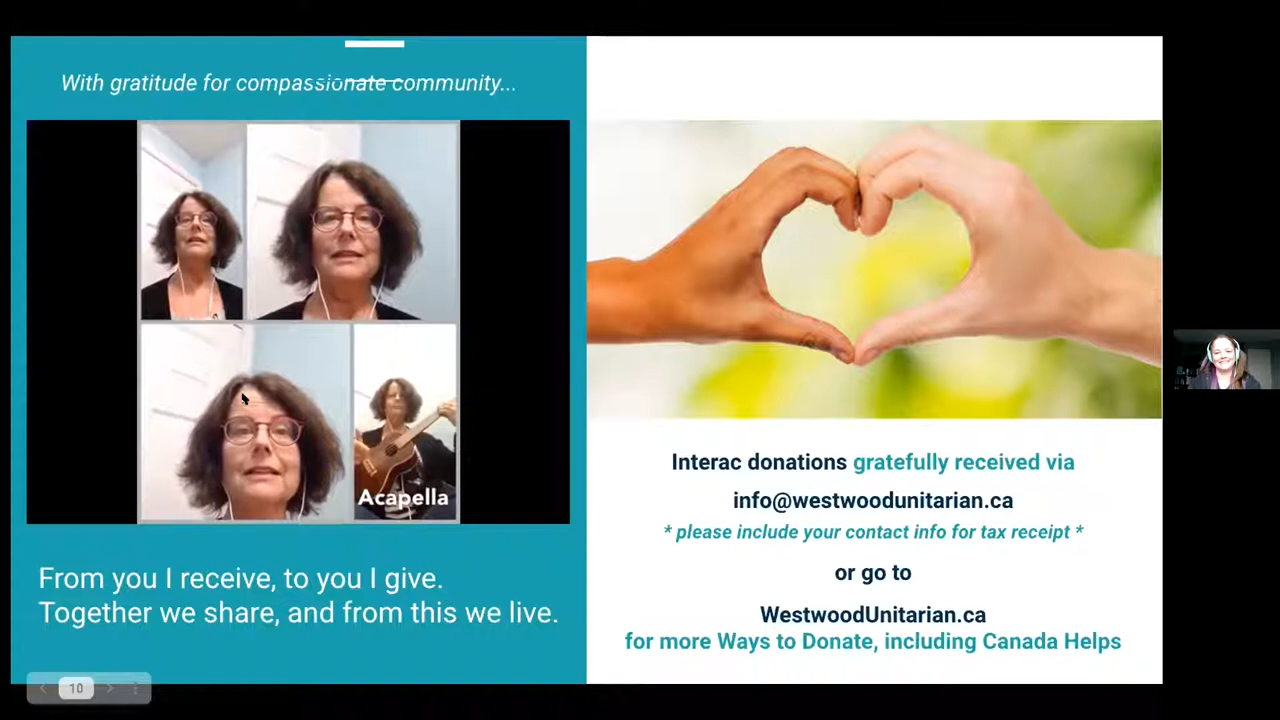 With gratitude for compassionate community...
Acapella
From you I receive, to you I give.
Together we share, and from this we live.
Interac donations gratefully received via
info@westwoodunitarian.ca
* please include your contact info for tax receipt *
or go to
WestwoodUnitarian.ca
for more Ways to Donate, including Canada Helps
10